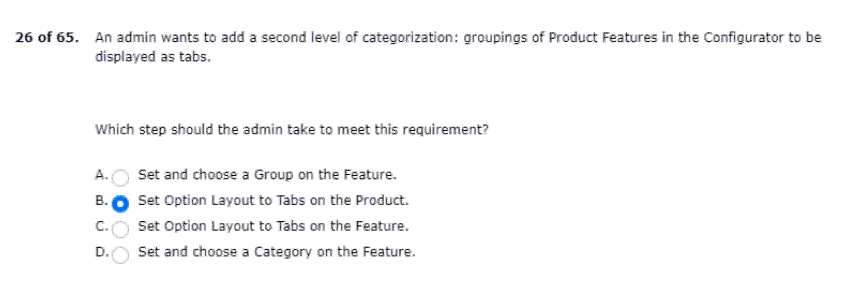 26 of 65. An admin wants to add a second level of categorization: groupings of Product Features in the Configurator to be
displayed as tabs.
Which step should the admin take to meet this requirement?
A. Set and choose a Group on the Feature.
B. Set Option Layout to Tabs on the Product.
C. Set Option Layout to Tabs on the Feature.
D. Set and choose a Category on the Feature.